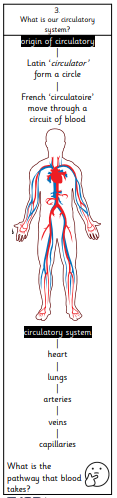 3.
What is our circulatory
system?
origin of circulatory
Latin ‘circulator’
form a circle
French ‘circulatoire’
move through a
circuit of blood
circulatory system
heart
lungs
arteries
veins
capillaries
What is the
pathway that blood
takes?